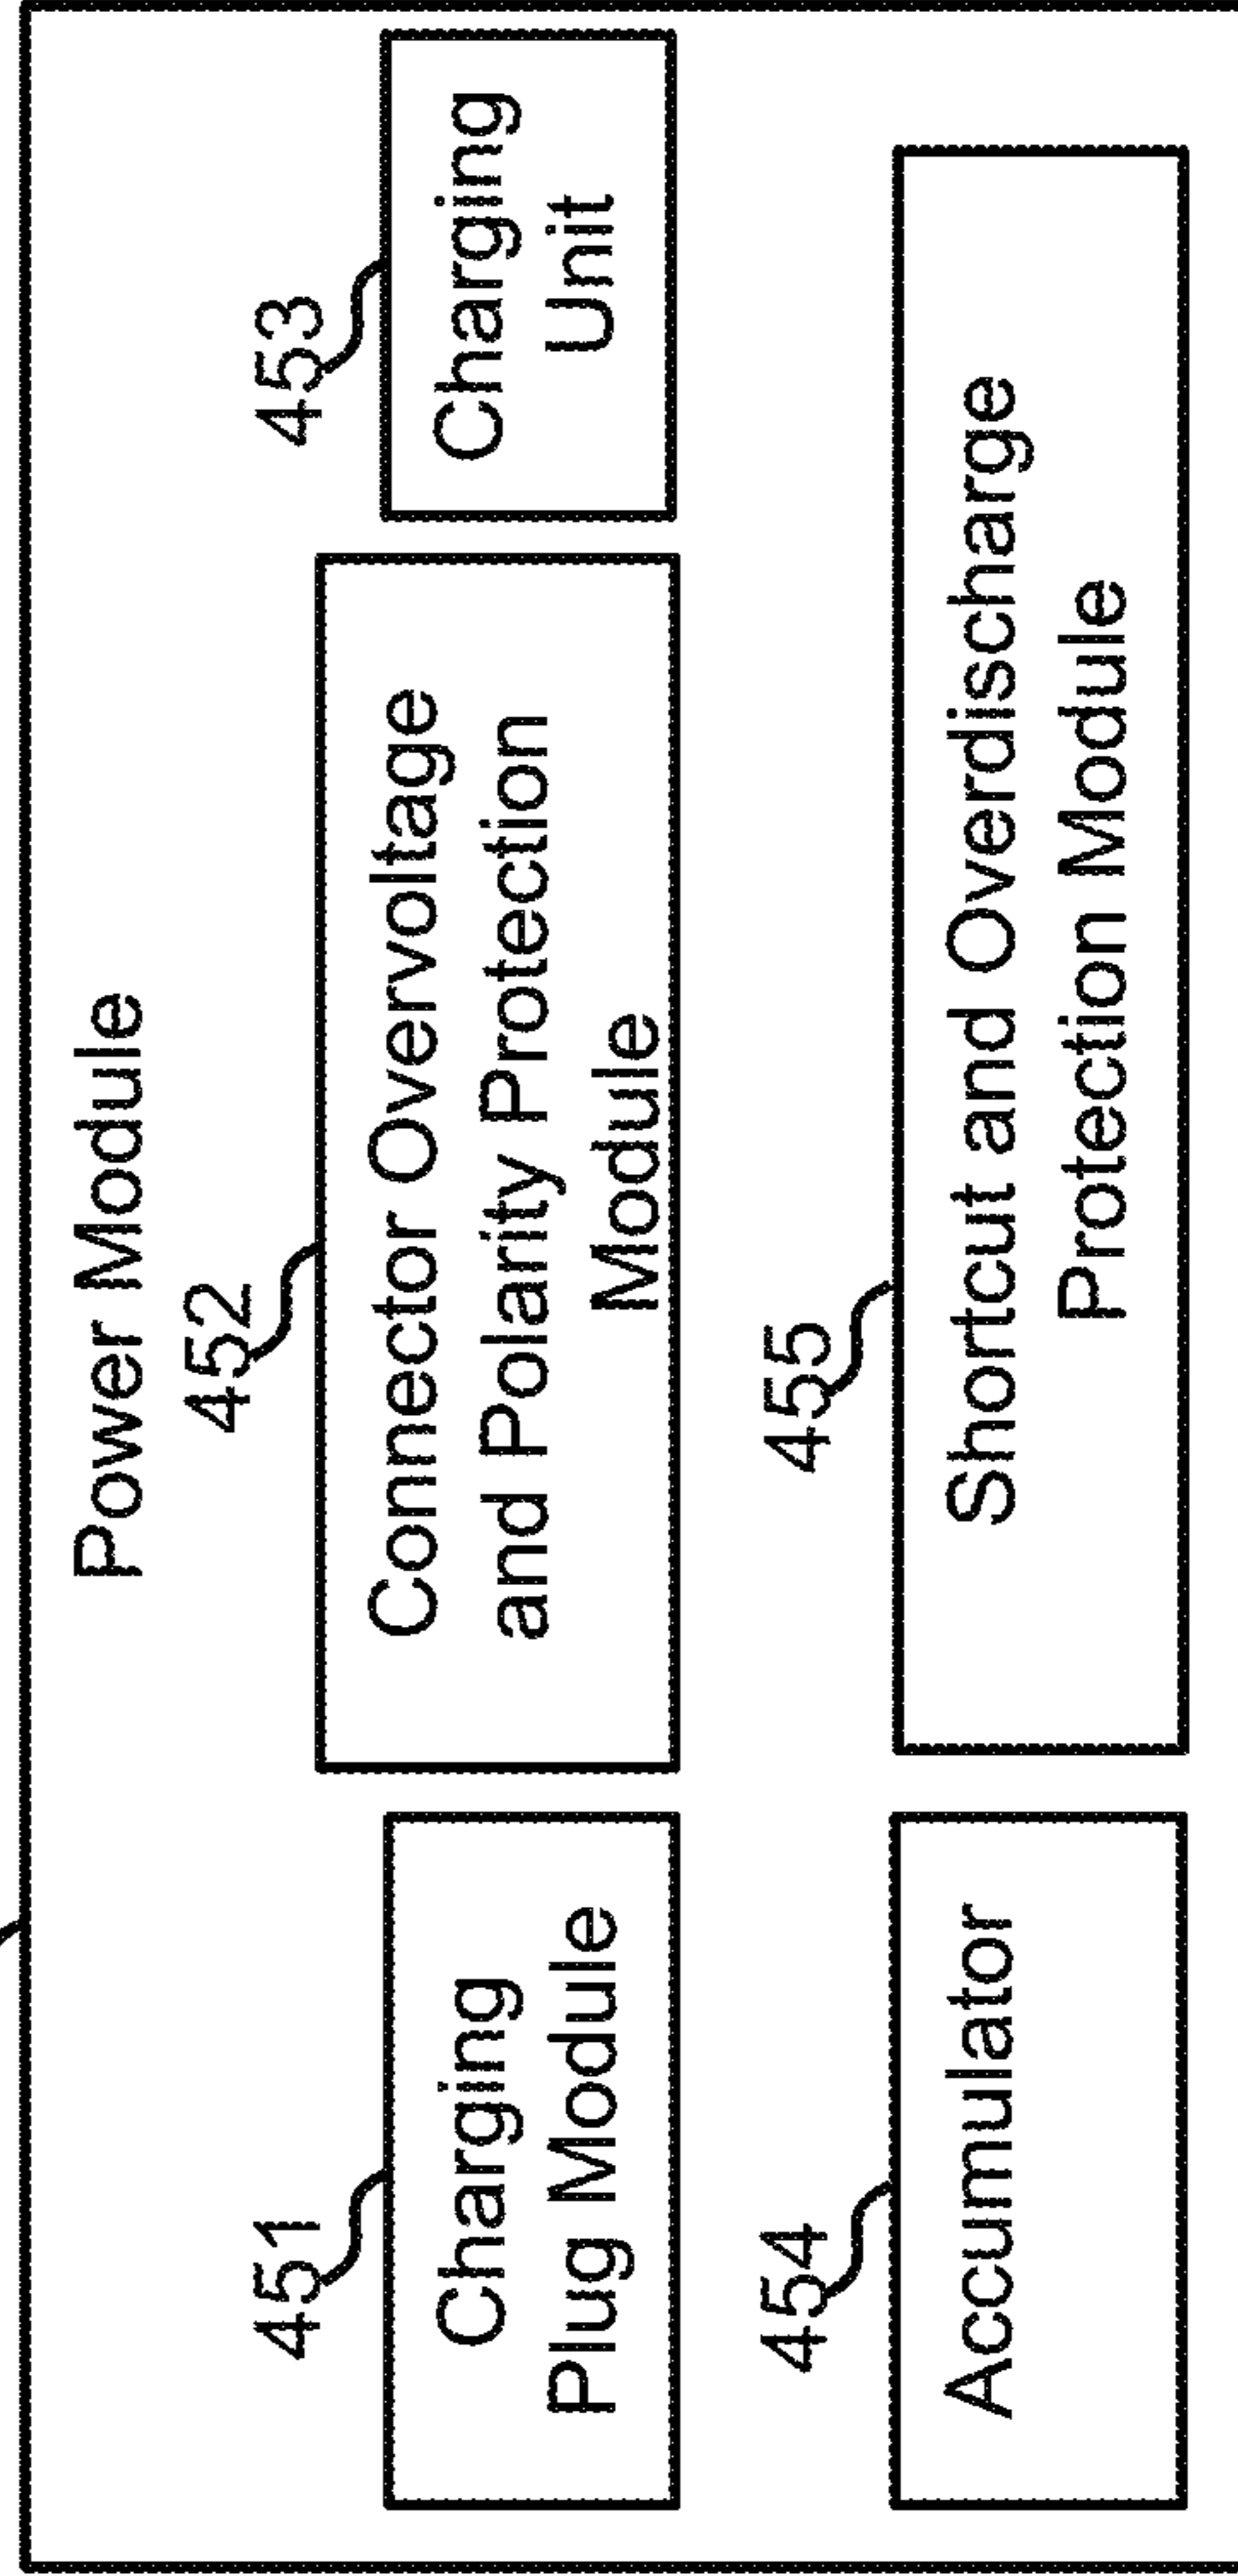 Power Module
451
Charging
Plug Module
452
Connector Overvoltage
and Polarity Protection
Module
453
Charging
Unit
454
Accumulator
455
Shortcut and Overdischarge
Protection Module